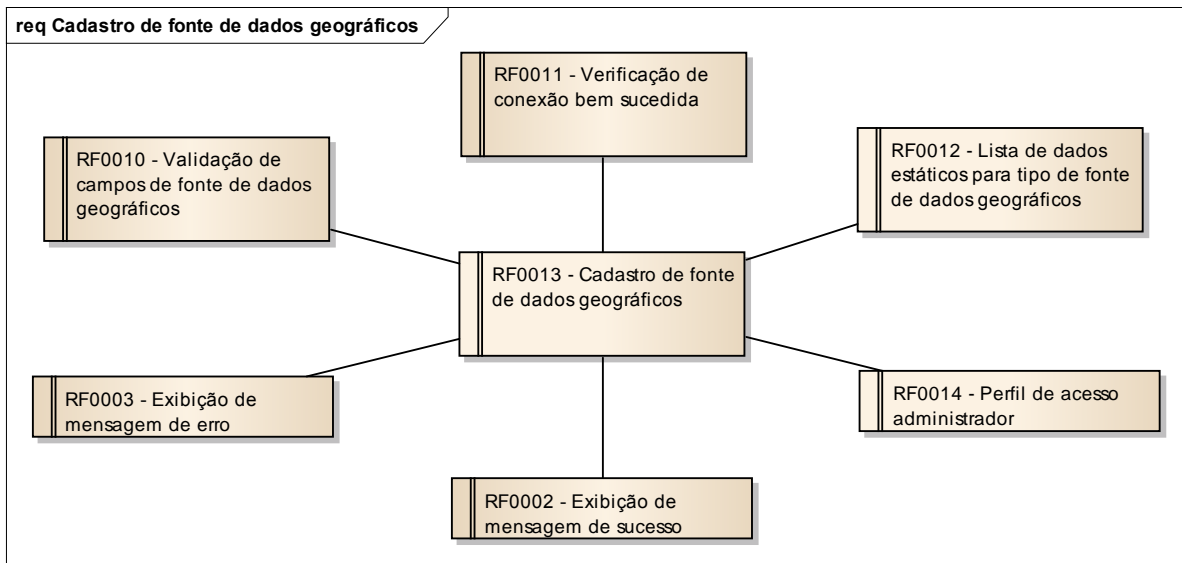 req Cadastro de fonte de dados geográficos
RF0011 - Verificação de
conexão bem sucedida
RF0010 - Validação de
campos de fonte de dados
geográficos
RF0012 - Lista de dados
estáticos para tipo de fonte
de dados geográficos
RF0013 - Cadastro de fonte
de dados geográficos
RF0003 - Exibição de
mensagem de erro
RF0014 - Perfil de acesso
administrador
RF0002 - Exibição de
mensagem de sucesso